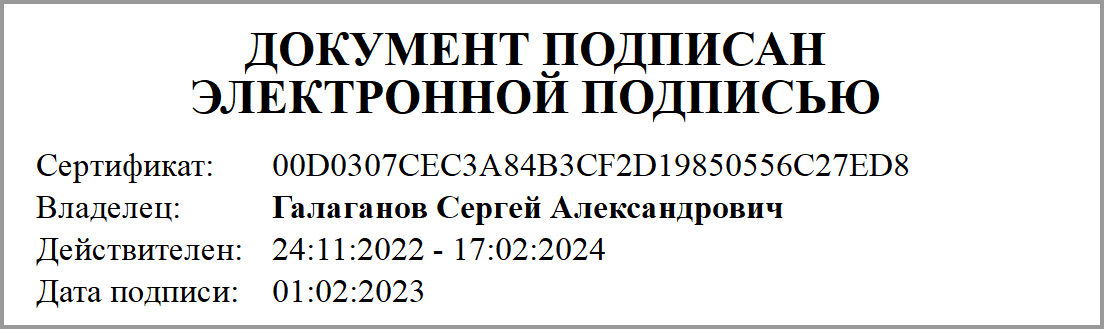 ДОКУМЕНТ ПОДПИСАН
ЭЛЕКТРОННОЙ ПОДПИСЬЮ
Сертификат: 00D0307CEC3A84B3CF2D19850556C27ED8
Владелец: Галаганов Сергей Александрович
Действителен: 24:11:2022 - 17:02:2024
Дата подписи: 01:02:2023